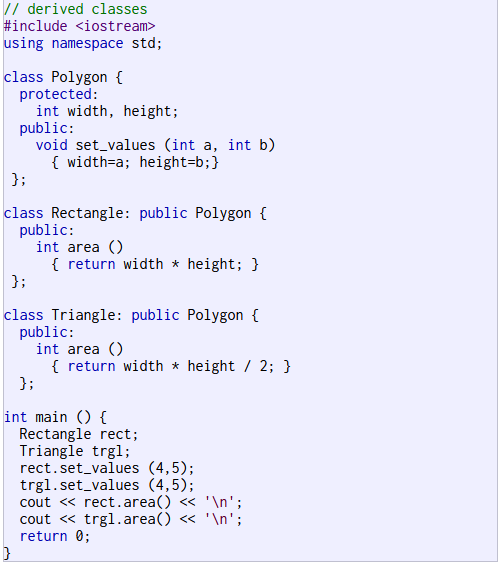 // derived classes
#include <iostream>
using namespace std;

class Polygon {
  protected:
    int width, height;
  public:
    void set_values (int a, int b)
      { width=a; height=b;}
 };

class Rectangle: public Polygon {
  public:
    int area ()
      { return width * height; }
 };

class Triangle: public Polygon {
  public:
    int area ()
      { return width * height / 2; }
  };

int main () {
  Rectangle rect;
  Triangle trgl;
  rect.set_values (4,5);
  trgl.set_values (4,5);
  cout << rect.area() << '\n';
  cout << trgl.area() << '\n';
  return 0;
}